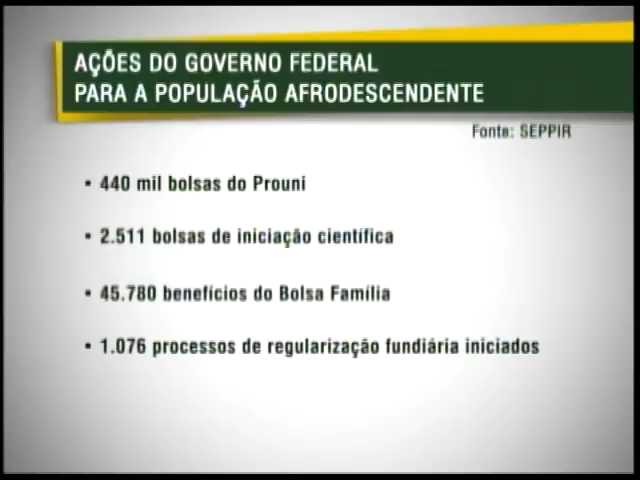 AÇÕES DO GOVERNO FEDERAL
PARA A POPULAÇÃO AFRODESCENDENTE
Fonte: SEPPIR
• 440 mil bolsas do Prouni
• 2.511 bolsas de iniciação científica
• 45.780 benefícios do Bolsa Família
• 1.076 processos de regularização fundiária iniciados